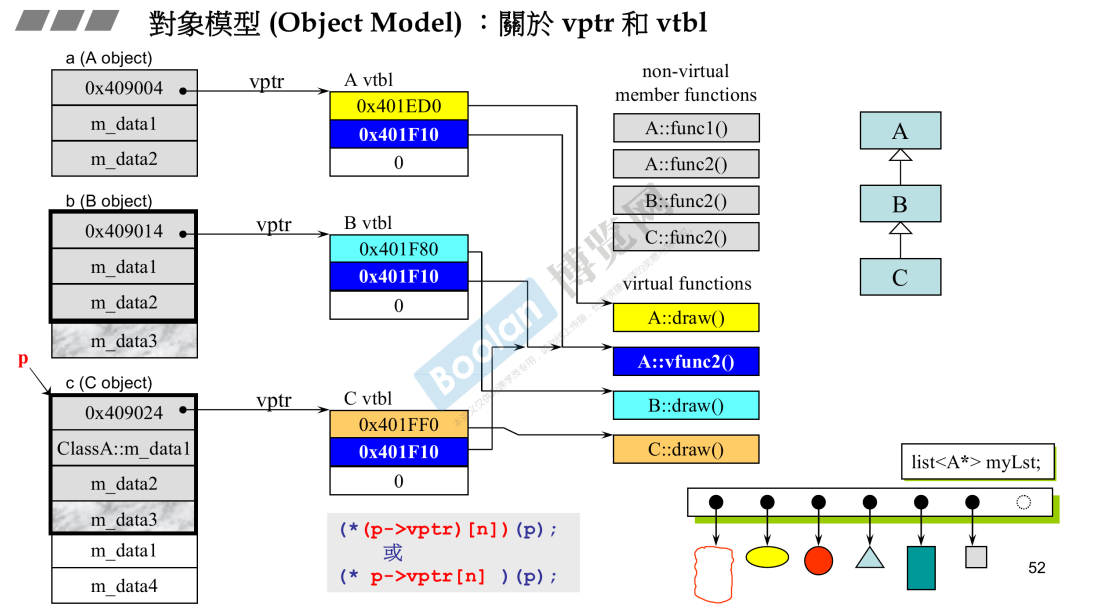 對象模型 (Object Model) ：關於 vptr 和 vtbl
a (A object)
0x409004
m_data1
m_data2
vptr
A vtbl
0x401ED0
0x401F10
0
b (B object)
0x409014
m_data1
m_data2
m_data3
vptr
B vtbl
0x401F80
0x401F10
0
p
c (C object)
0x409024
ClassA::m_data1
m_data2
m_data3
m_data1
m_data4
vptr
C vtbl
0x401FF0
0x401F10
0
(*(p->vptr)[n])(p);
或
(* p->vptr[n] )(p);
non-virtual
member functions
A::func1()
A::func2()
B::func2()
C::func2()
virtual functions
A::draw()
A::vfunc2()
B::draw()
C::draw()
A
B
C
list<A*> myLst;
52
Boolan
博览网